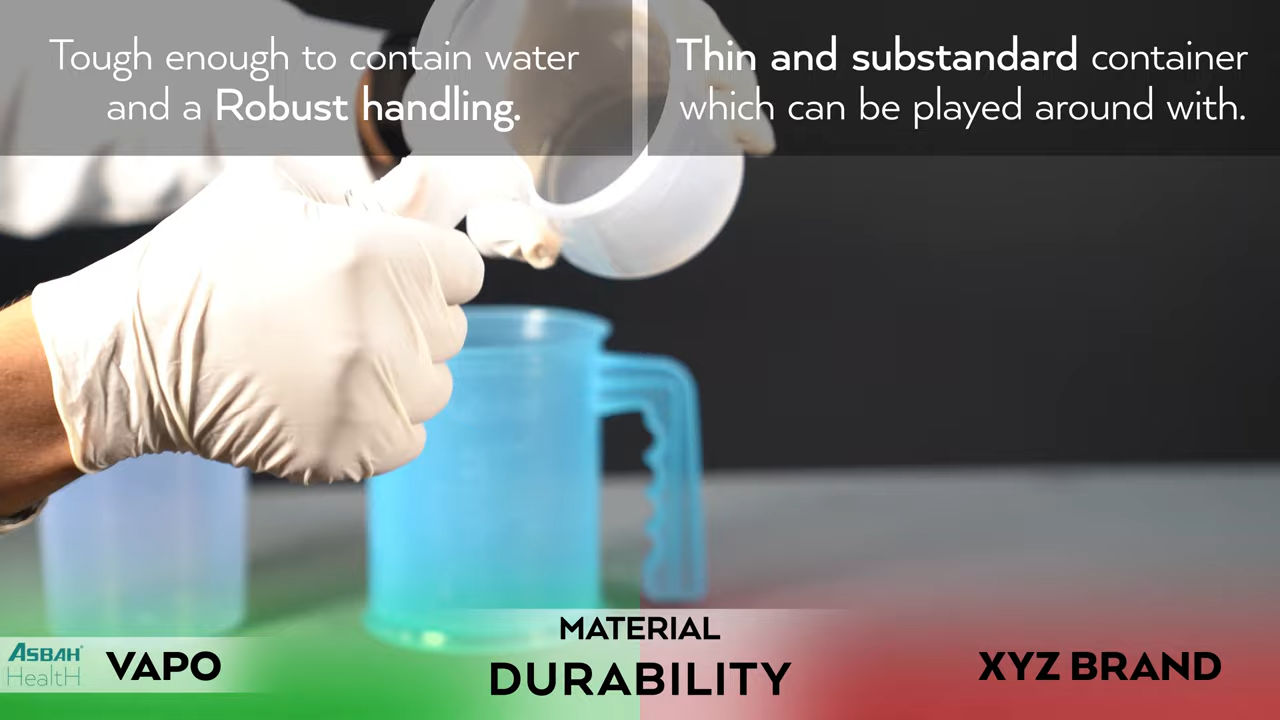 Tough enough to contain water
and a Robust handling.
Thin and substandard container
which can be played around with.
MATERIAL
DURABILITY
ASBAH
HealtH
VAPO
XYZ BRAND